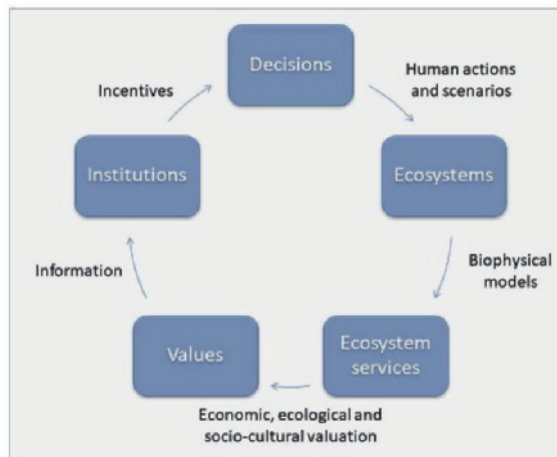 Decisions
Human actions
and scenarios
Ecosystems
Biophysical
models
Ecosystem
services
Economic, ecological and
socio-cultural valuation
Values
Information
Institutions
Incentives